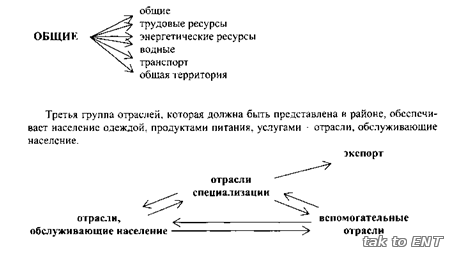 общие
трудовые ресурсы
ОБЩИЕ
энергетические ресурсы
водные
транспорт
общая территория
Третья группа отраслей, которая должна быть представлена в районе, обеспечи-
вает население одеждой, продуктами питания, услугами - отрасли, обслуживающие
население.
экспорт
отрасли
специализации
отрасли,
обслуживающие население
вспомогательные
отрасли
tak to ENT